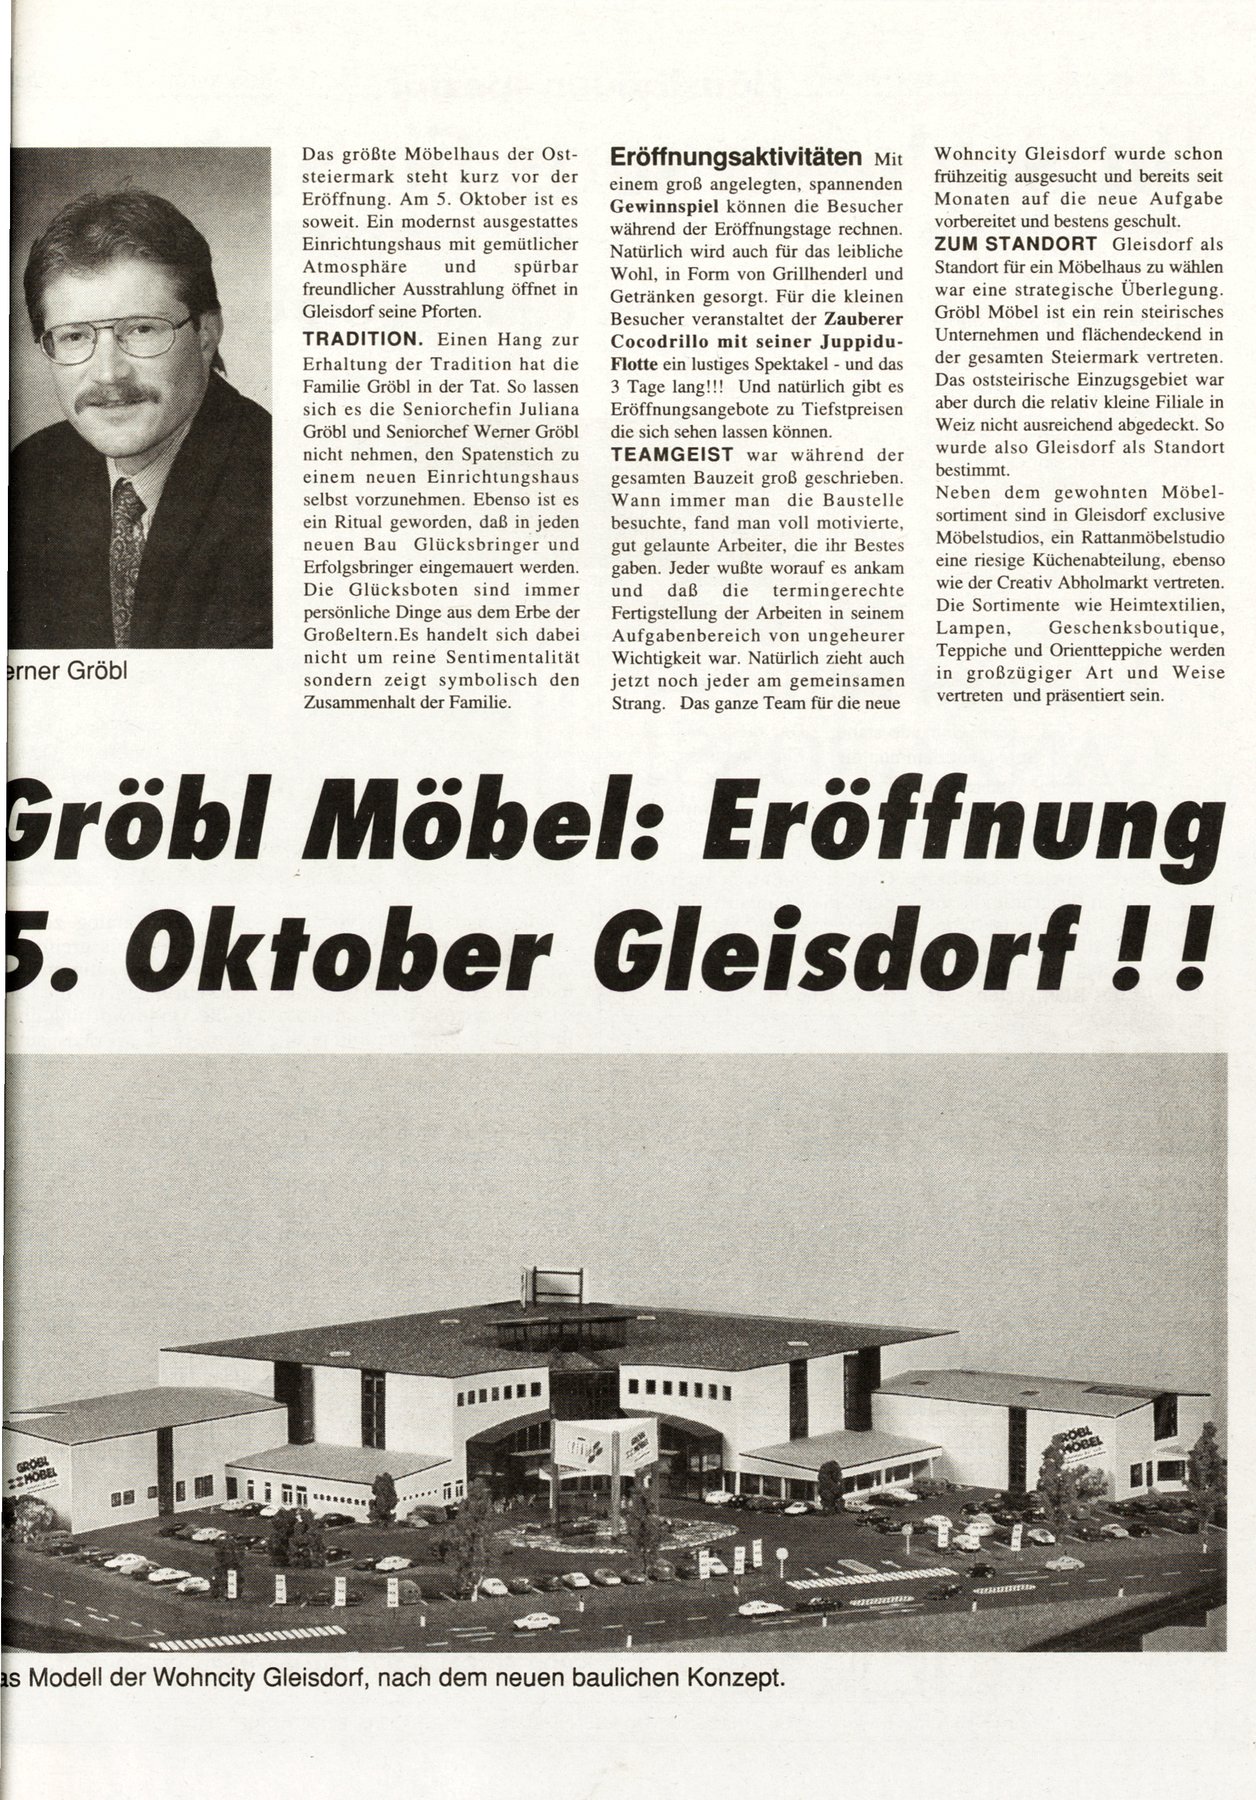 Das größte Möbelhaus der Ost-
steiermark steht kurz vor der
Eröffnung. Am 5. Oktober ist es
soweit. Ein modernst ausgestattes
Einrichtungshaus mit gemütlicher
Atmosphäre und spürbar
freundlicher Ausstrahlung öffnet in
Gleisdorf seine Pforten.
TRADITION. Einen Hang zur
Erhaltung der Tradition hat die
Familie Gröbl in der Tat. So lassen
sich es die Seniorchefin Juliana
Gröbl und Seniorchef Werner Gröbl
nicht nehmen, den Spatenstich zu
einem neuen Einrichtungshaus
selbst vorzunehmen. Ebenso ist es
ein Ritual geworden, daß in jeden
neuen Bau Glücksbringer und
Erfolgsbringer eingemauert werden.
Die Glücksboten sind immer
persönliche Dinge aus dem Erbe der
Großeltern.Es handelt sich dabei
nicht um reine Sentimentalität
sondern zeigt symbolisch den
Zusammenhalt der Familie.
Eröffnungsaktivitäten Mit
einem groß angelegten, spannenden
Gewinnspiel können die Besucher
während der Eröffnungstage rechnen.
Natürlich wird auch für das leibliche
Wohl, in Form von Grillhenderl und
Getränken gesorgt. Für die kleinen
Besucher veranstaltet der Zauberer
Cocodrillo mit seiner Juppidu-
Flotte ein lustiges Spektakel - und das
3 Tage lang!!! Und natürlich gibt es
Eröffnungsangebote zu Tiefstpreisen
die sich sehen lassen können.
TEAMGEIST war während der
gesamten Bauzeit groß geschrieben.
Wann immer man die Baustelle
besuchte, fand man voll motivierte,
gut gelaunte Arbeiter, die ihr Bestes
gaben. Jeder wußte worauf es ankam
und daß die termingerechte
Fertigstellung der Arbeiten in seinem
Aufgabenbereich von ungeheurer
Wichtigkeit war. Natürlich zieht auch
jetzt noch jeder am gemeinsamen
Strang. Das ganze Team für die neue
Wohncity Gleisdorf wurde schon
frühzeitig ausgesucht und bereits seit
Monaten auf die neue Aufgabe
vorbereitet und bestens geschult.
ZUM STANDORT Gleisdorf als
Standort für ein Möbelhaus zu wählen
war eine strategische Überlegung.
Gröbl Möbel ist ein rein steirisches
Unternehmen und flächendeckend in
der gesamten Steiermark vertreten.
Das oststeirische Einzugsgebiet war
aber durch die relativ kleine Filiale in
Weiz nicht ausreichend abgedeckt. So
wurde also Gleisdorf als Standort
bestimmt.
Neben dem gewohnten Möbel-
sortiment sind in Gleisdorf exclusive
Möbelstudios, ein Rattanmöbelstudio
eine riesige Küchenabteilung, ebenso
wie der Creativ Abholmarkt vertreten.
Die Sortimente wie Heimtextilien,
Lampen, Geschenksboutique,
Teppiche und Orientteppiche werden
in großzügiger Art und Weise
vertreten und präsentiert sein.
erner Gröbl
Gröbl Möbel: Eröffnung
5. Oktober Gleisdorf ! !
GRÖBL
MÖBEL
GRÖBL
MÖBEL
as Modell der Wohncity Gleisdorf, nach dem neuen baulichen Konzept.